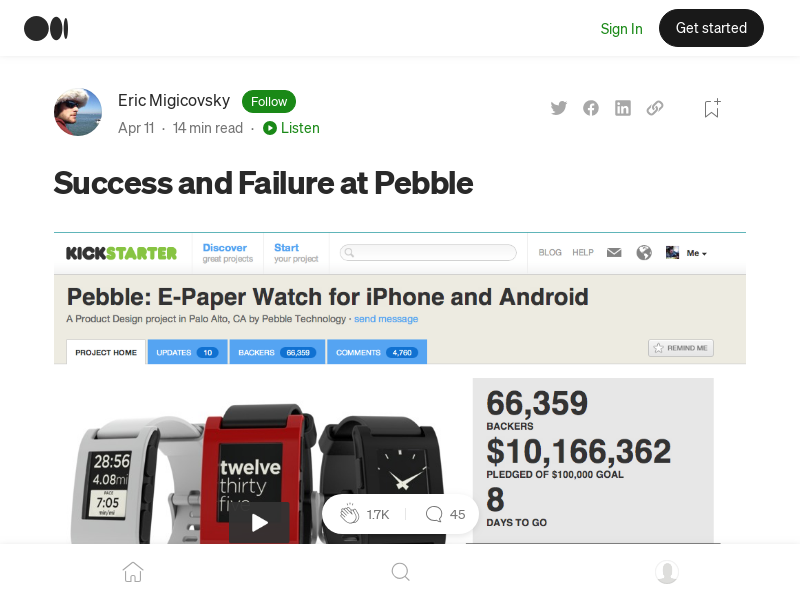 Sign In
Get started
Eric Migicovsky
Follow
Apr 11 · 14 min read · Listen
Success and Failure at Pebble
KICKSTARTER
Discover
great projects
Start
your project
BLOG
HELP
Me
Pebble: E-Paper Watch for iPhone and Android
A Product Design project in Palo Alto, CA by Pebble Technology · send message
PROJECT HOME
UPDATES 10
BACKERS 66,359
COMMENTS 4,760
REMIND ME
66,359
BACKERS
$10,166,362
PLEDGED OF $100,000 GOAL
8
DAYS TO GO
28:56
4.08mi
PACE
7:05
min/mi
twelve
thirty
five
1.7K
45